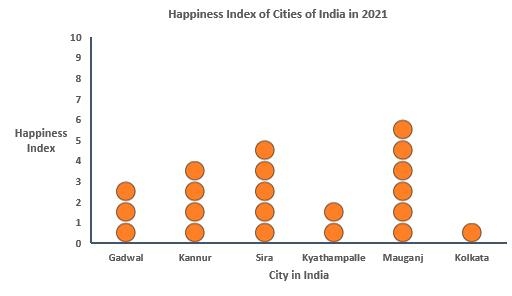 Happiness Index of Cities of India in 2021
10
9
8
7
6
5
4
3
2
1
0
Happiness
Index
Gadwal Kannur Sira Kyathampalle Mauganj Kolkata
City in India